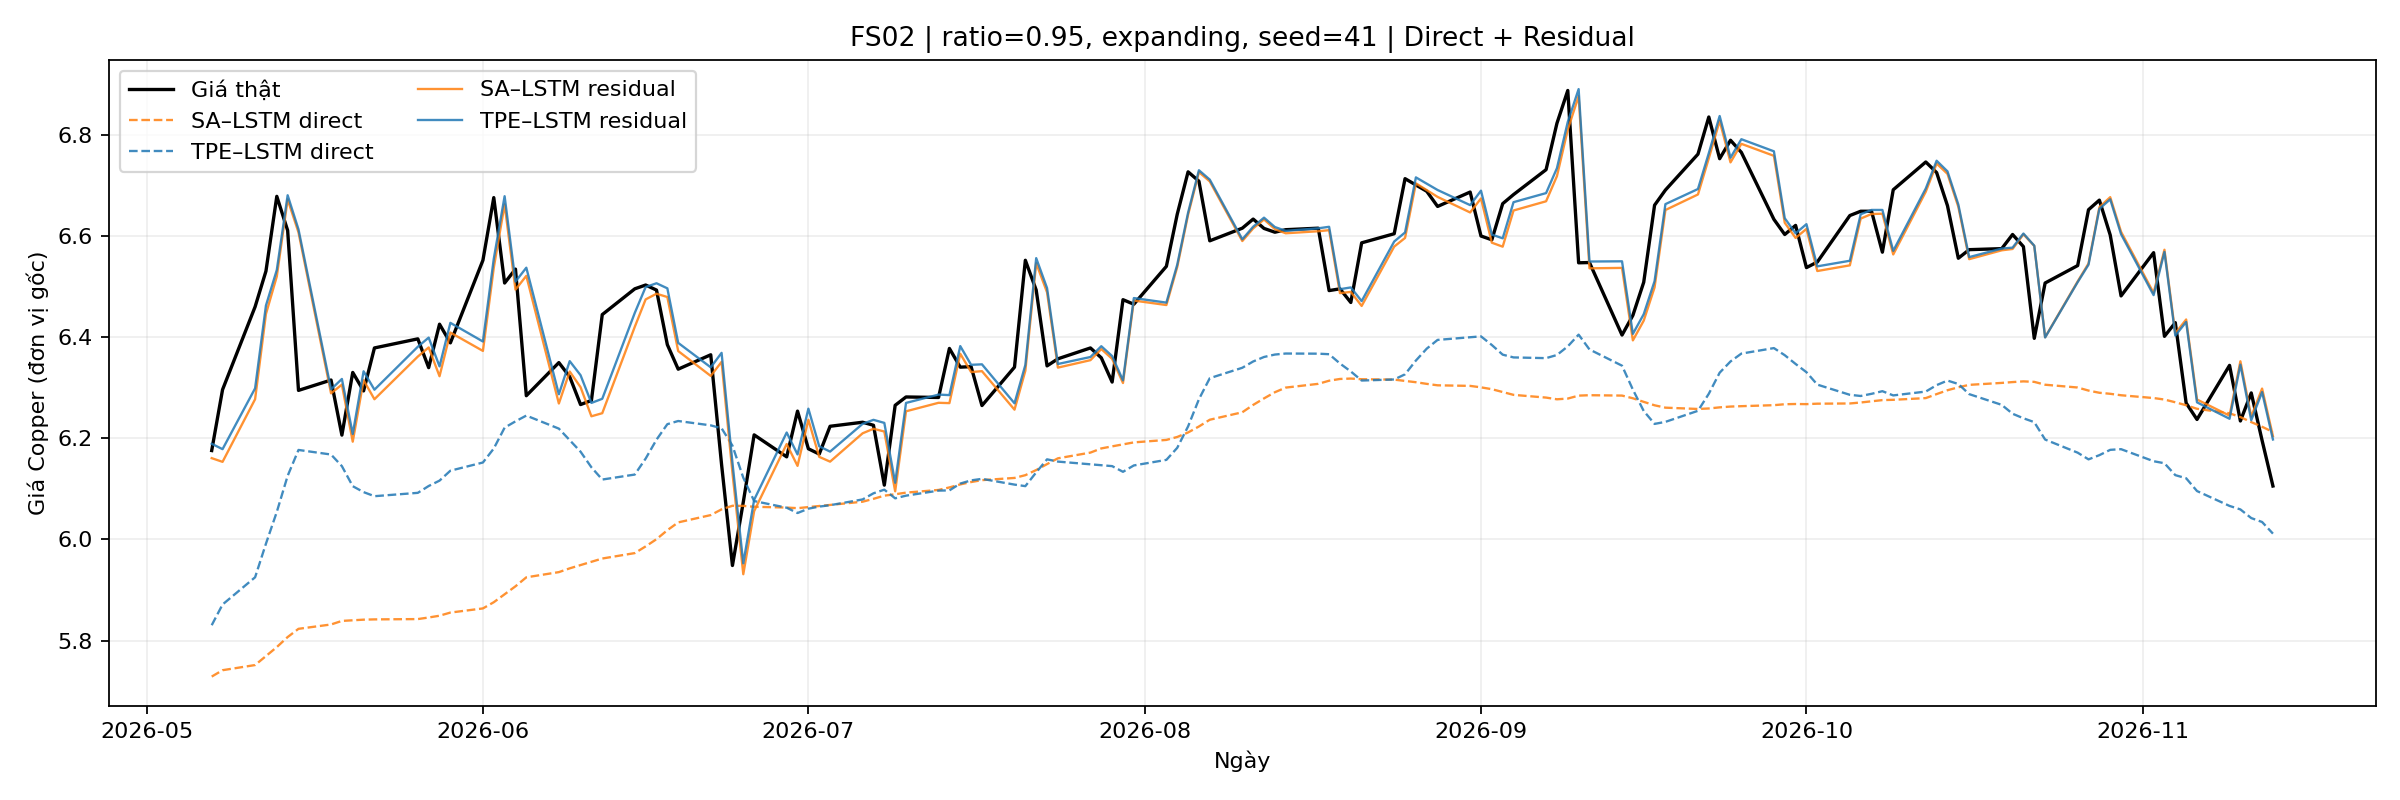 FS02 | ratio=0.95, expanding, seed=41 | Direct + Residual
Giá thật
SA–LSTM direct
TPE–LSTM direct
SA–LSTM residual
TPE–LSTM residual
Giá Copper (đơn vị gốc)
6.8
6.6
6.4
6.2
6.0
5.8
2026-05 2026-06 2026-07 2026-08 2026-09 2026-10 2026-11
Ngày